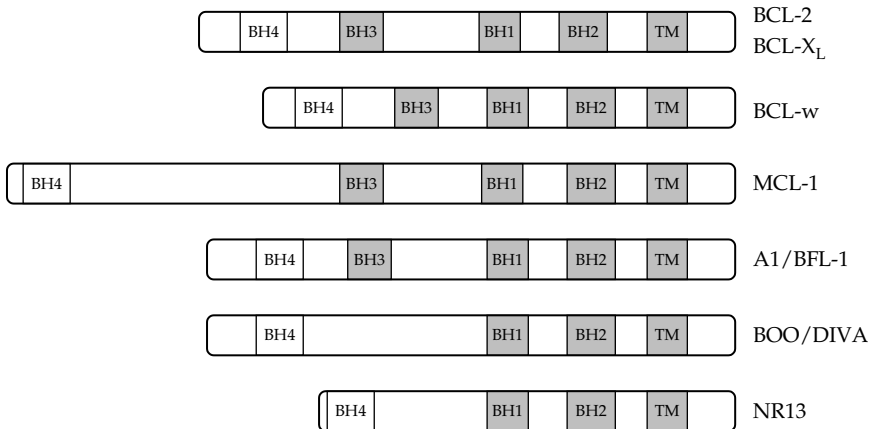 BH4 BH3 BH1 BH2 TM BCL-2
BCL-X_L
BH4 BH3 BH1 BH2 TM BCL-w
BH4 BH3 BH1 BH2 TM MCL-1
BH4 BH3 BH1 BH2 TM A1/BFL-1
BH4 BH1 BH2 TM BOO/DIVA
BH4 BH1 BH2 TM NR13